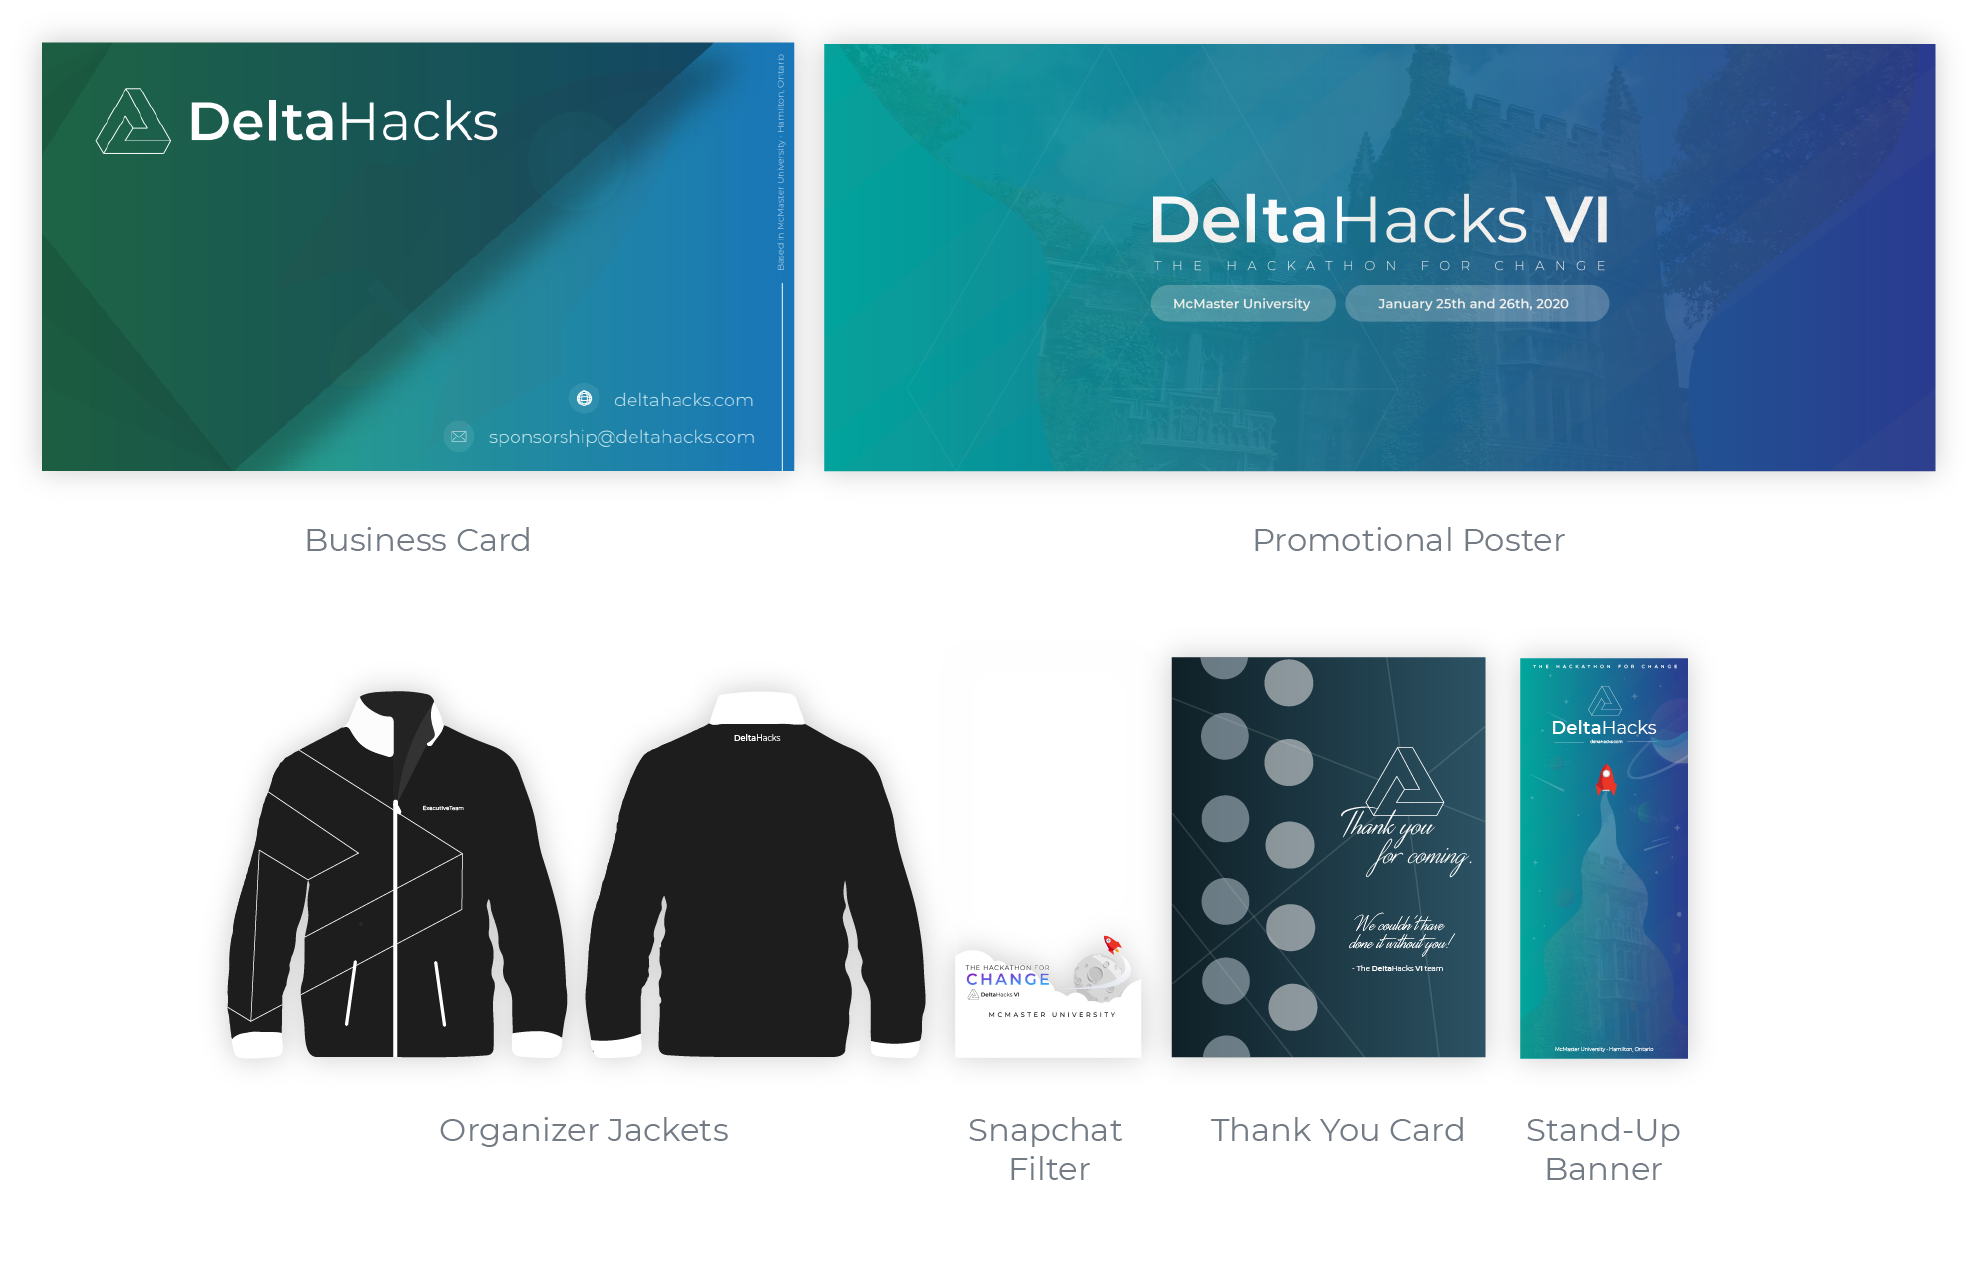 DeltaHacks
Based in McMaster University - Hamilton, Ontario
deltahacks.com
sponsorship@deltahacks.com
DeltaHacks VI
THE HACKATHON FOR CHANGE
McMaster University
January 25th and 26th, 2020
Business Card
Promotional Poster
ExecutiveTeam
DeltaHacks
THE HACKATHON FOR
CHANGE
DeltaHacks VI
MCMASTER UNIVERSITY
Thank you
for coming.
We couldn't have
done it without you!
- The DeltaHacks VI team
THE HACKATHON FOR CHANGE
DeltaHacks
deltahacks.com
McMaster University - Hamilton, Ontario
Organizer Jackets
Snapchat
Filter
Thank You Card
Stand-Up
Banner